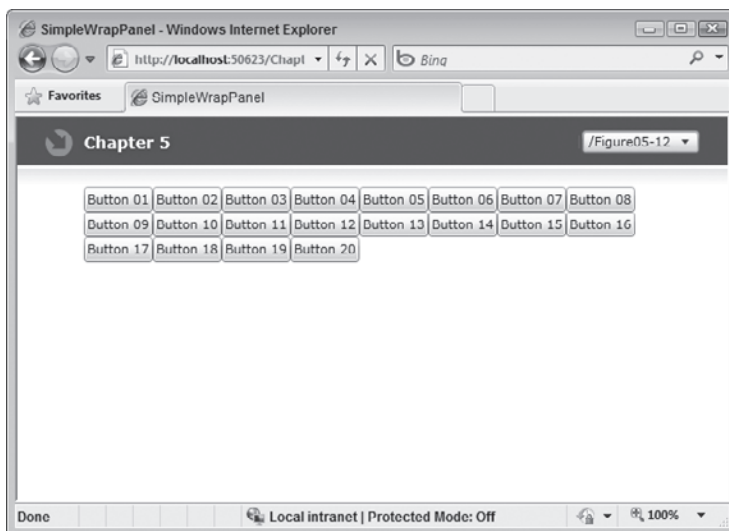 SimpleWrapPanel - Windows Internet Explorer
http://localhost:50623/Chapt
Bing
Favorites
SimpleWrapPanel
Chapter 5
/Figure05-12
Button 01 Button 02 Button 03 Button 04 Button 05 Button 06 Button 07 Button 08
Button 09 Button 10 Button 11 Button 12 Button 13 Button 14 Button 15 Button 16
Button 17 Button 18 Button 19 Button 20
Done
Local intranet | Protected Mode: Off
100%